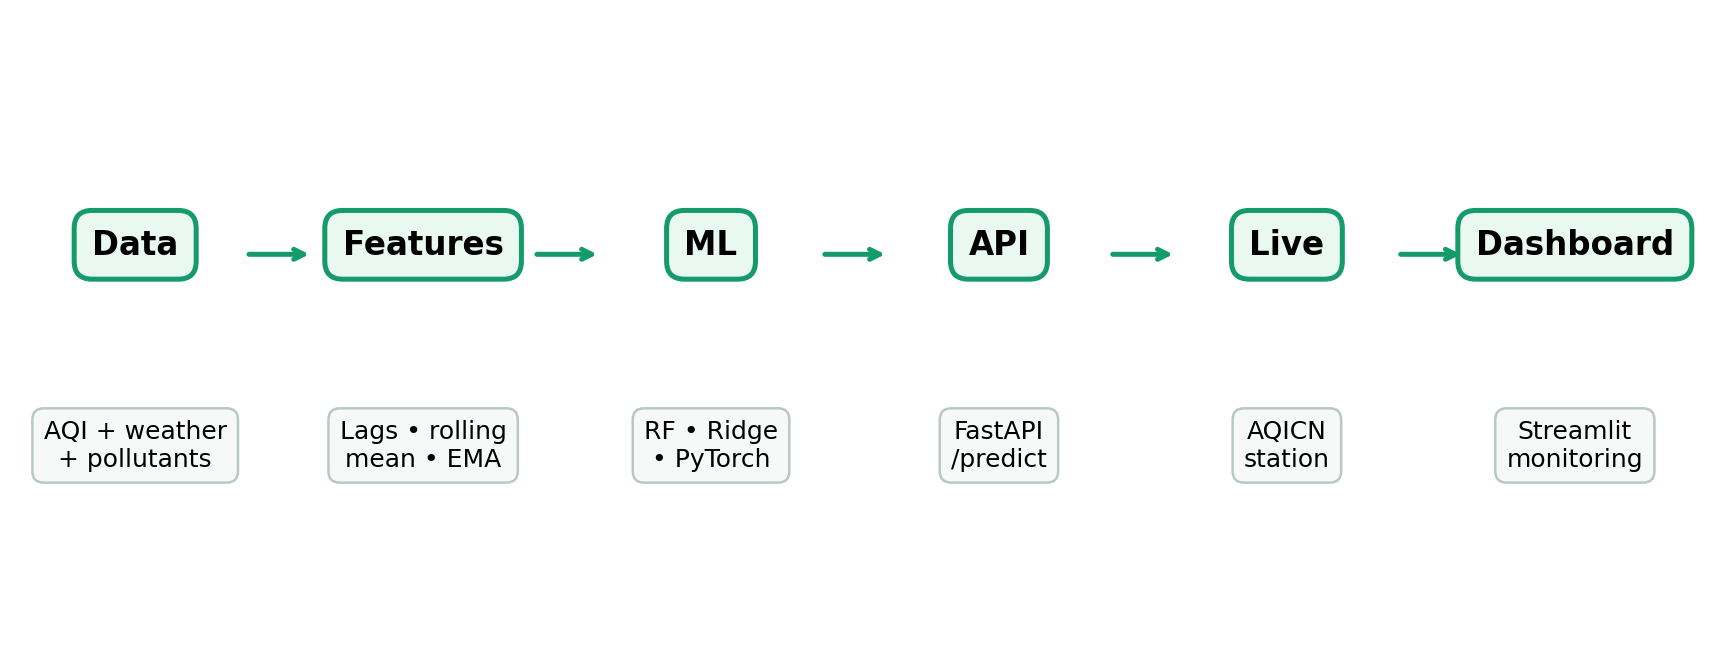 Data
Features
ML
API
Live
Dashboard
AQI + weather
+ pollutants
Lags • rolling
mean • EMA
RF • Ridge
• PyTorch
FastAPI
/predict
AQICN
station
Streamlit
monitoring